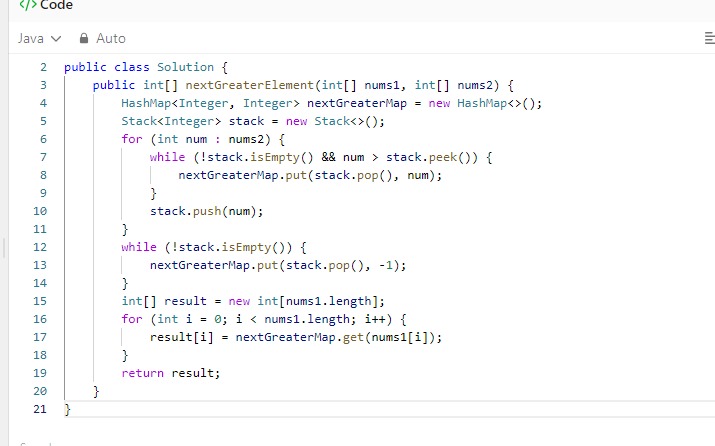 </> Code
Java Auto
2 public class Solution {
3 public int[] nextGreaterElement(int[] nums1, int[] nums2) {
4 HashMap<Integer, Integer> nextGreaterMap = new HashMap<>();
5 Stack<Integer> stack = new Stack<>();
6 for (int num : nums2) {
7 while (!stack.isEmpty() && num > stack.peek()) {
8 nextGreaterMap.put(stack.pop(), num);
9 }
10 stack.push(num);
11 }
12 while (!stack.isEmpty()) {
13 nextGreaterMap.put(stack.pop(), -1);
14 }
15 int[] result = new int[nums1.length];
16 for (int i = 0; i < nums1.length; i++) {
17 result[i] = nextGreaterMap.get(nums1[i]);
18 }
19 return result;
20 }
21 }